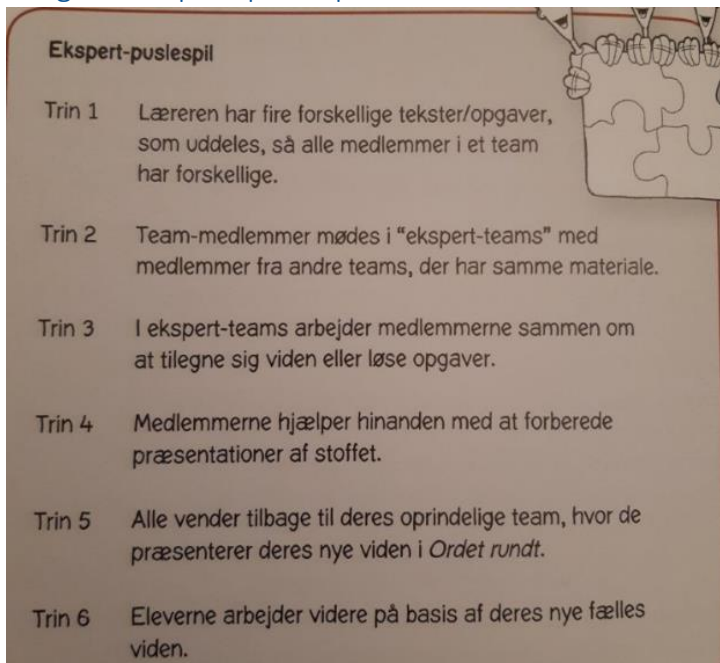 Ekspert-puslespil
Trin 1 Læreren har fire forskellige tekster/opgaver,
som uddeles, så alle medlemmer i et team
har forskellige.
Trin 2 Team-medlemmer mødes i "ekspert-teams" med
medlemmer fra andre teams, der har samme materiale.
Trin 3 I ekspert-teams arbejder medlemmerne sammen om
at tilegne sig viden eller løse opgaver.
Trin 4 Medlemmerne hjælper hinanden med at forberede
præsentationer af stoffet.
Trin 5 Alle vender tilbage til deres oprindelige team, hvor de
præsenterer deres nye viden i Ordet rundt.
Trin 6 Eleverne arbejder videre på basis af deres nye fælles
viden.